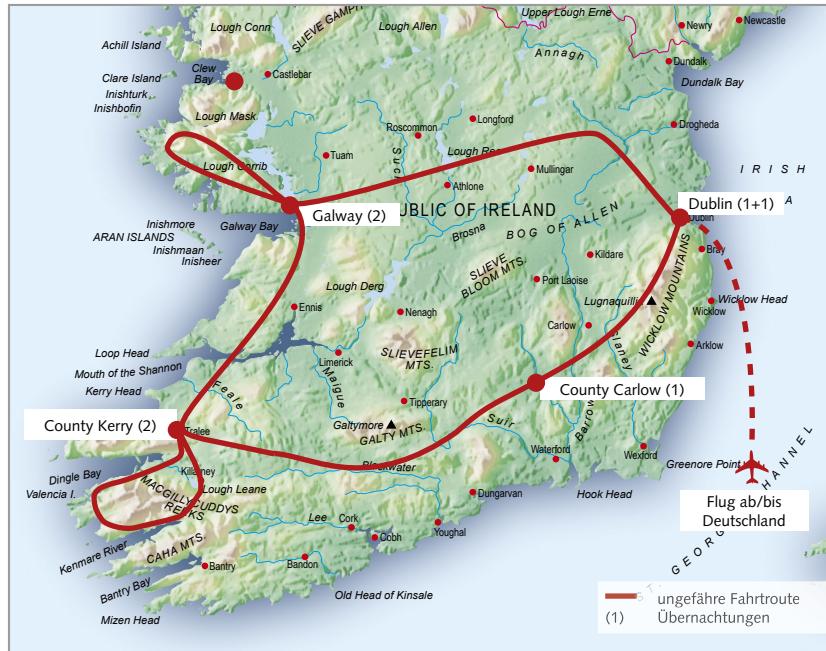 Lough Conn
SLIEVE GAMPH
Lough Allen
Upper Lough Erne
Newry
Newcastle
Achill Island
Annagh
Clew
Bay
Castlebar
Dundalk
Clare Island
Dundalk Bay
Inishturk
Inishbofin
Lough Mask
Longford
Roscommon
Drogheda
Lough Corrib
Tuam
Suck
Lough Ree
Mullingar
IRISH
Athlone
Dublin (1+1)
Galway (2)
REPUBLIC OF IRELAND
Dublin
Inishmore
Galway Bay
BOG OF ALLEN
ARAN ISLANDS
Brosna
Inishmaan
Inisheer
Kildare
Bray
SLIEVE
BLOOM MTS.
Lough Derg
Port Laoise
Lugnaquilli
WICKLOW MOUNTAINS
Wicklow Head
Ennis
Nenagh
Wicklow
Carlow
Slaney
Arklow
Loop Head
SLIEVEFELIM
MTS.
Limerick
Mouth of the Shannon
Kerry Head
Feale
Maigue
Tipperary
County Carlow (1)
County Kerry (2)
Tralee
Galtymore
GALTY MTS.
Suir
Barrow
Waterford
Wexford
Dingle Bay
Killarney
Blackwater
Greenore Point
Valencia I.
Lough Leane
MACGILLYCUDDYS
REEKS
Dungarvan
Hook Head
Flug ab/bis
Deutschland
Kenmare River
Lee
Cork
Youghal
CAHA MTS.
Cobh
Bantry
Bandon
Bantry Bay
Old Head of Kinsale
Mizen Head
ST. GEORGE
CHANNEL
ungefähre Fahrtroute
(1) Übernachtungen